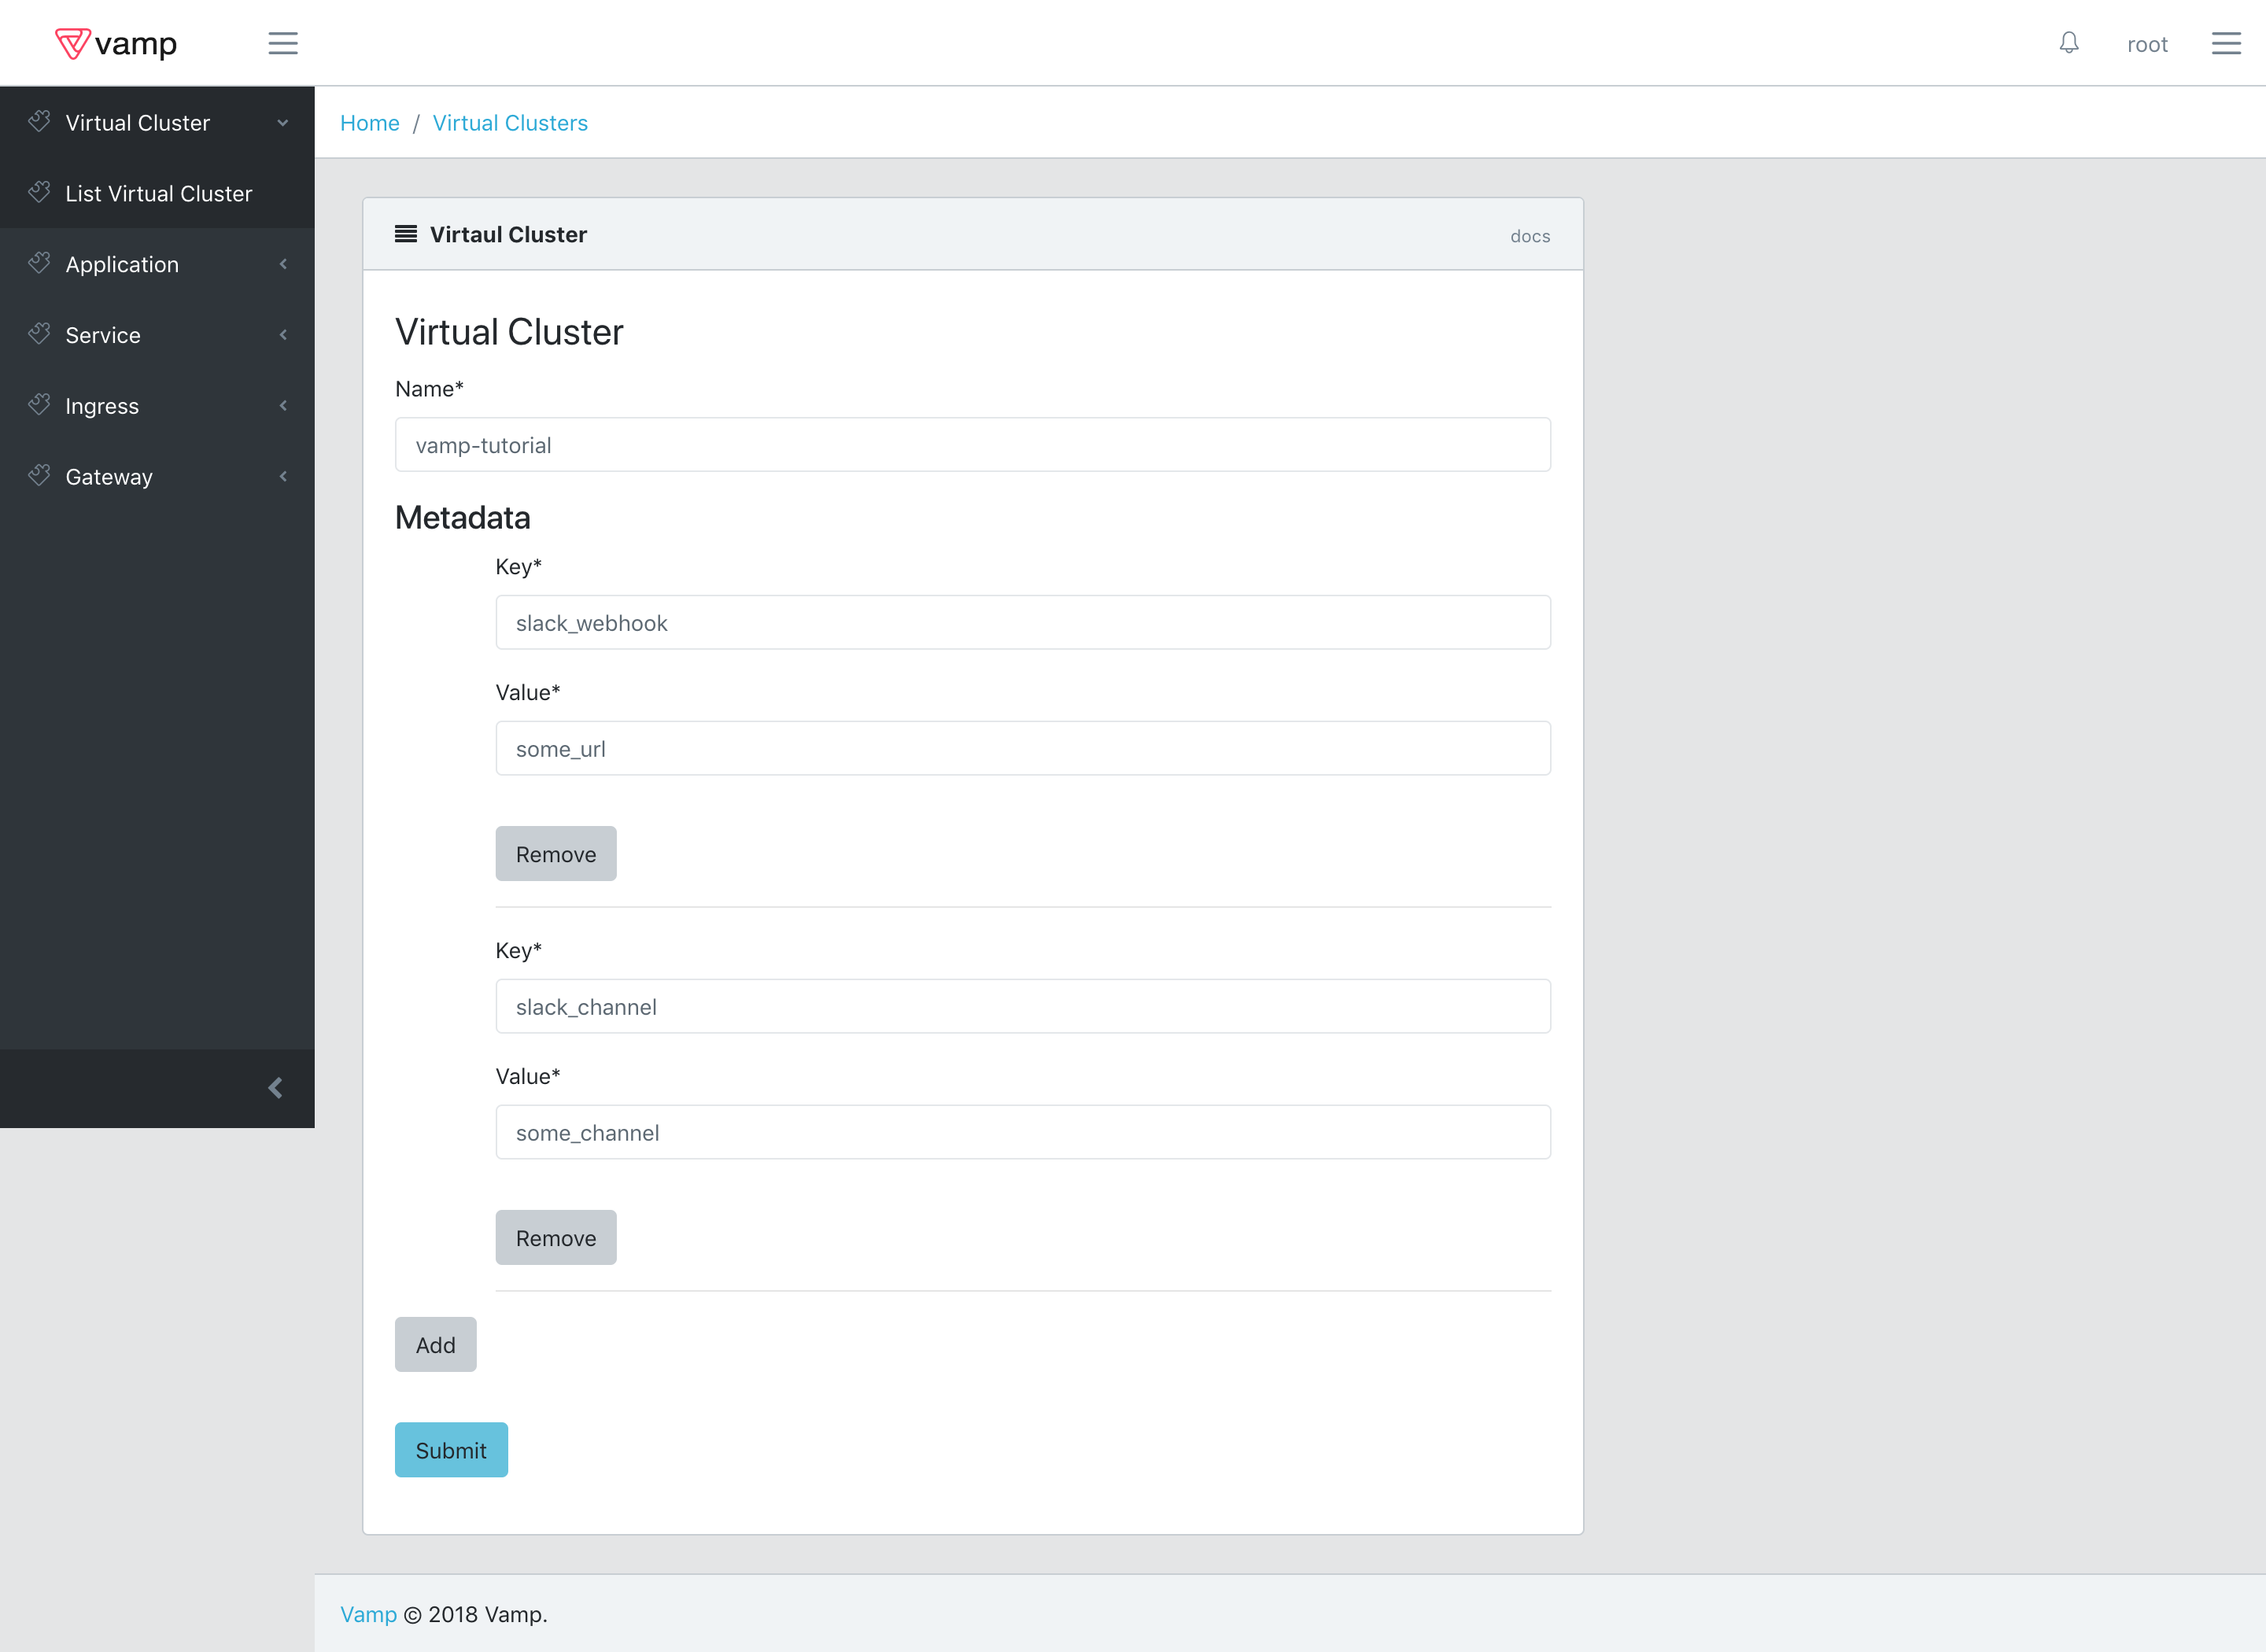 vamp
root
Virtual Cluster
List Virtual Cluster
Application
Service
Ingress
Gateway
Home / Virtual Clusters
Virtaul Cluster
docs
Virtual Cluster
Name*
vamp-tutorial
Metadata
Key*
slack_webhook
Value*
some_url
Remove
Key*
slack_channel
Value*
some_channel
Remove
Add
Submit
Vamp © 2018 Vamp.